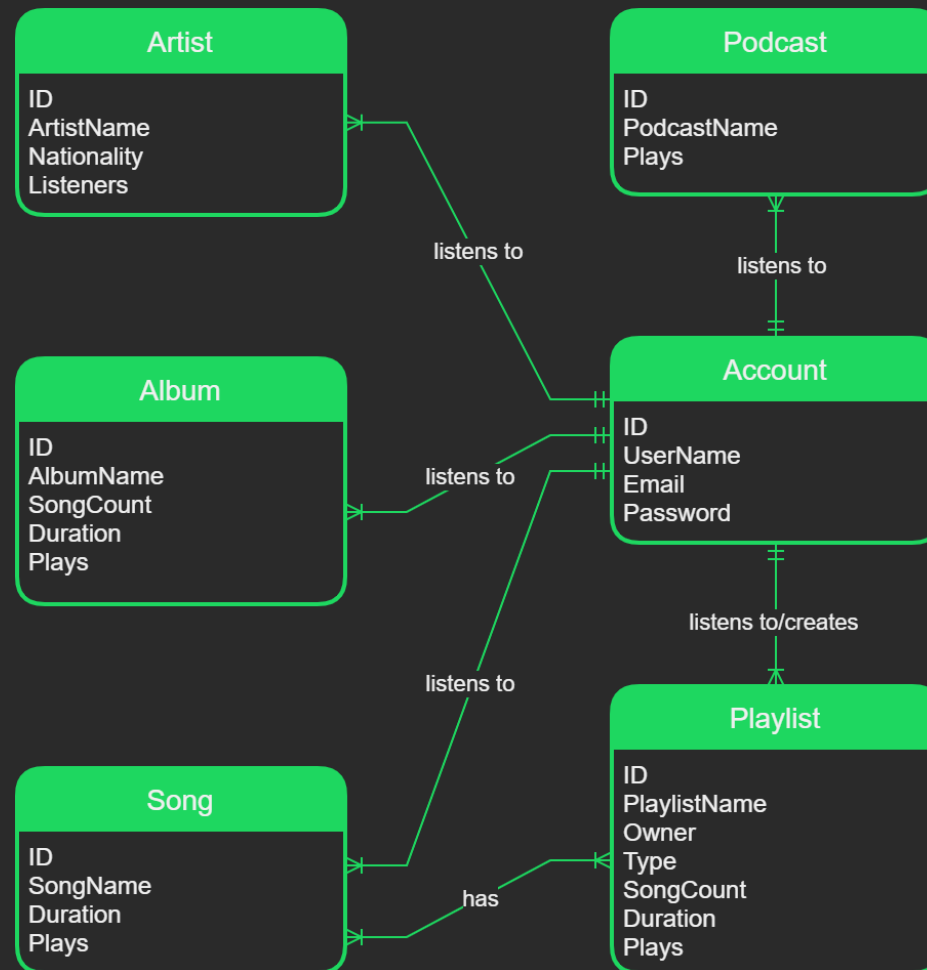 Artist
ID
ArtistName
Nationality
Listeners
Podcast
ID
PodcastName
Plays
listens to
listens to
Album
ID
AlbumName
SongCount
Duration
Plays
Account
ID
UserName
Email
Password
listens to
listens to/creates
listens to
Song
ID
SongName
Duration
Plays
Playlist
ID
PlaylistName
Owner
Type
SongCount
Duration
Plays
has